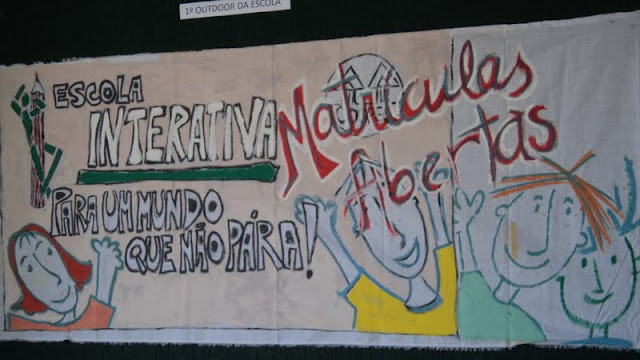 1º OUTDOOR DA ESCOLA
ESCOLA
INTERATIVA
PARA UM MUNDO
QUE NÃO PÁRA!
Matrículas
Abertas